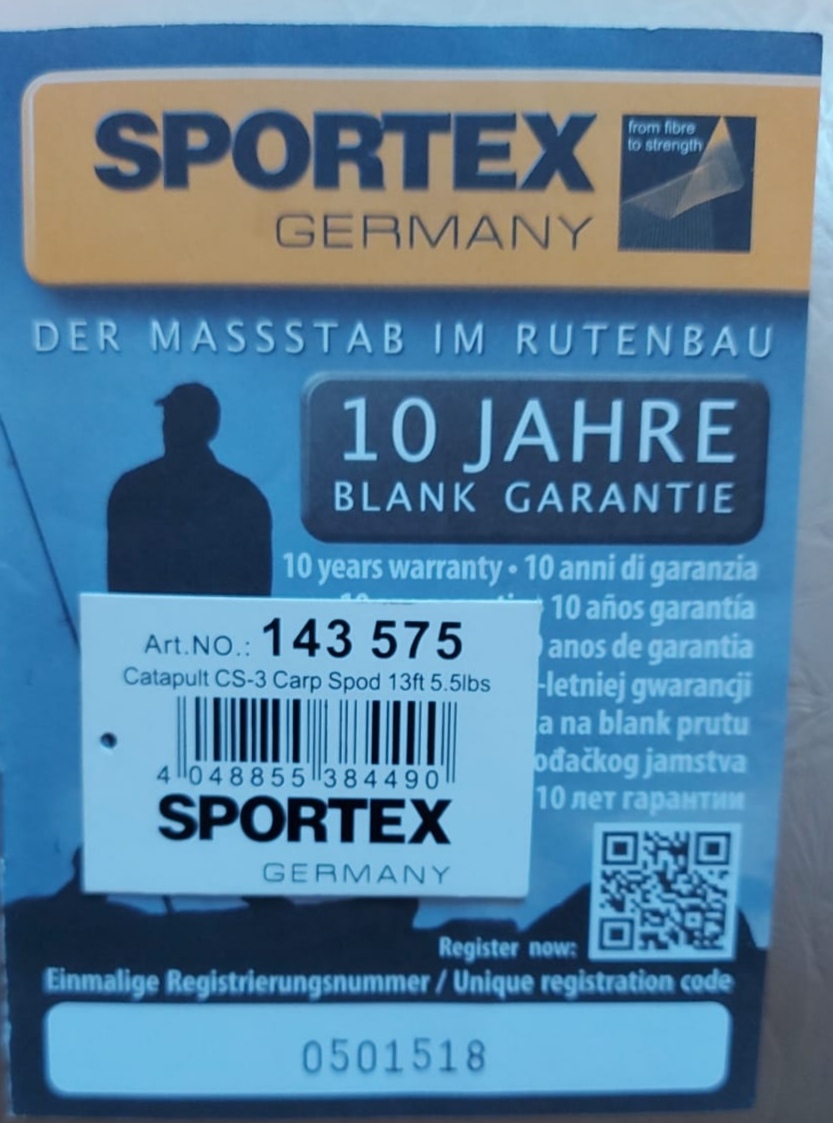 SPORTEX
GERMANY
from fibre
to strength
DER MASSSTAB IM RUTENBAU
10 JAHRE
BLANK GARANTIE
10 years warranty • 10 anni di garanzia
10 años garantía
anos de garantia
-letniej gwarancji
na blank prutu
jamstva
10 лет гарантии
Art.NO.: 143 575
Catapult CS-3 Carp Spod 13ft 5.5lbs
4 048855 384490
SPORTEX
GERMANY
Register now:
Einmalige Registrierungsnummer / Unique registration code
0501518